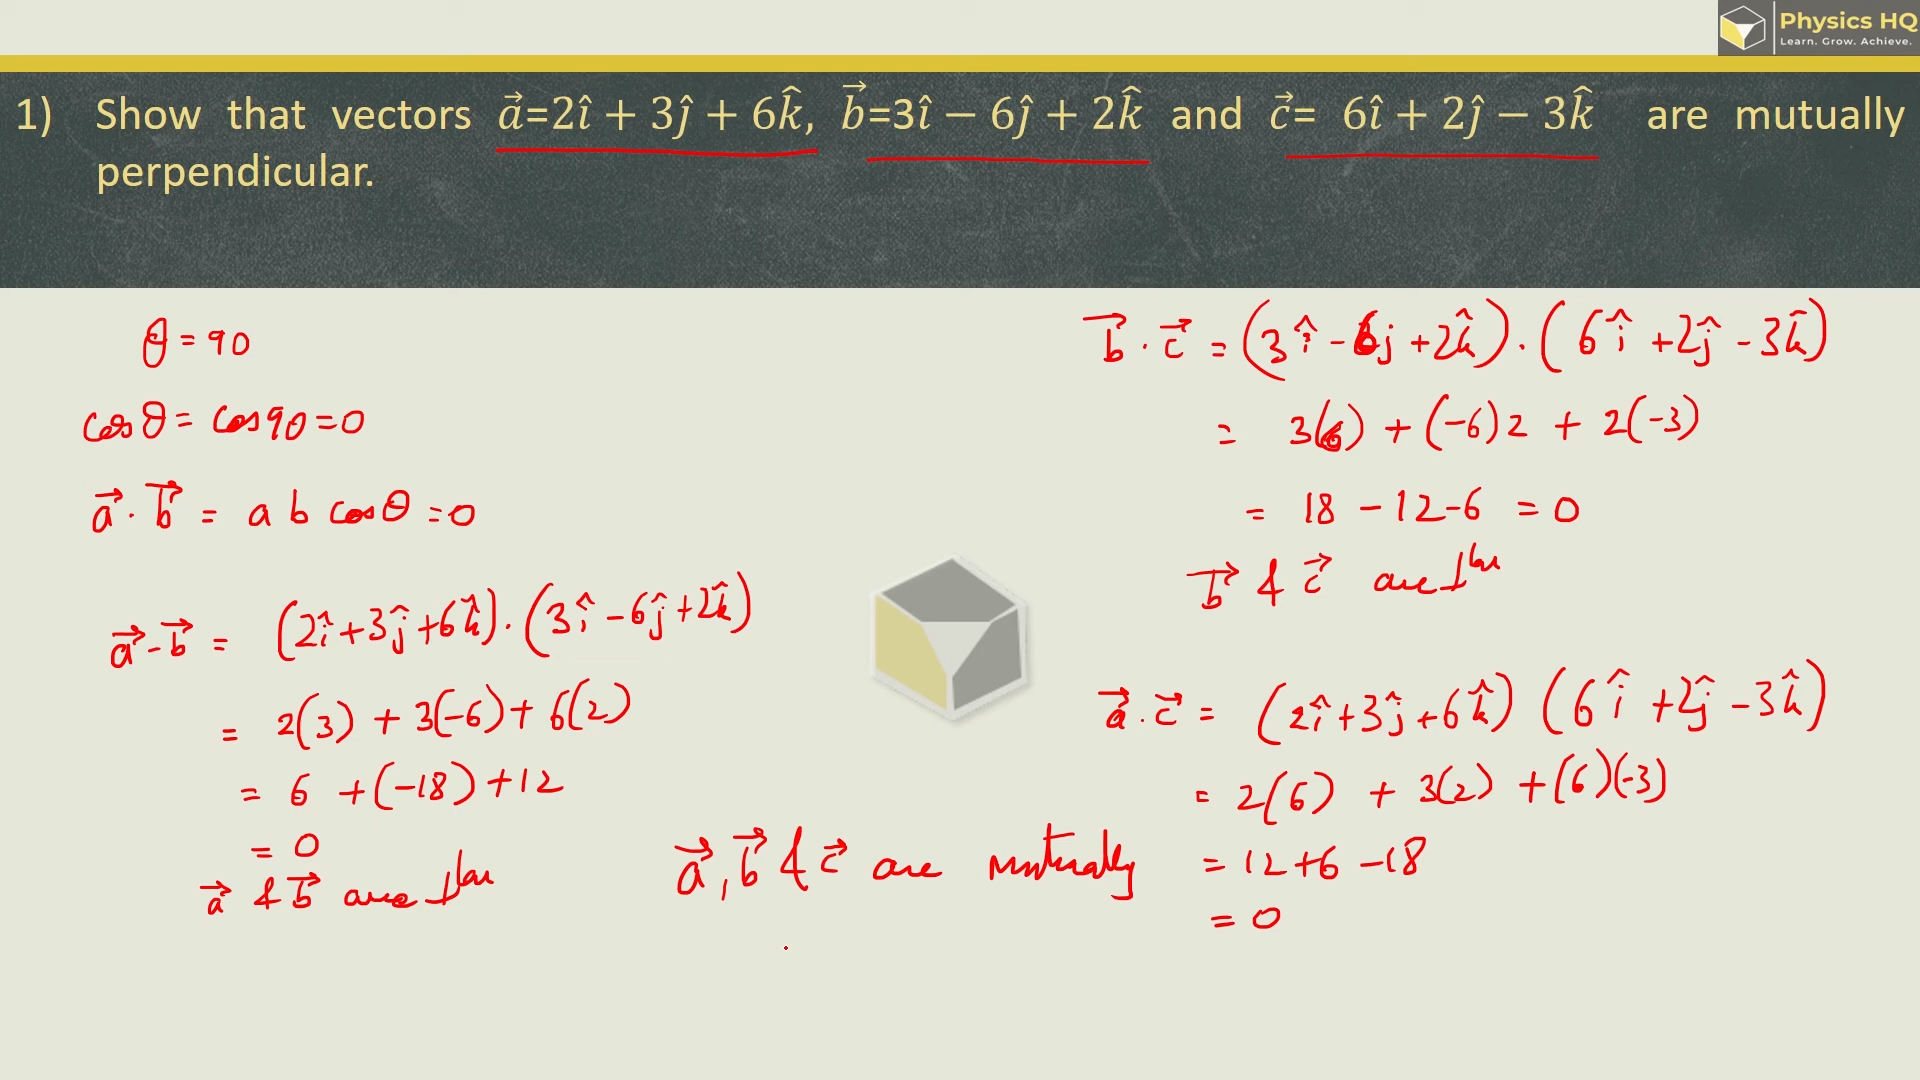 Physics HQ
Learn. Grow. Achieve.
1) Show that vectors a⃗=2î + 3ĵ + 6k̂, b⃗=3î − 6ĵ + 2k̂ and c⃗= 6î + 2ĵ − 3k̂ are mutually
perpendicular.
θ = 90
cos θ = cos 90 = 0
a⃗ . b⃗ = a b cos θ = 0
a⃗ - b⃗ = (2î + 3ĵ + 6k̂) . (3î − 6ĵ + 2k̂)
= 2(3) + 3(-6) + 6(2)
= 6 + (-18) + 12
= 0
a⃗ & b⃗ are ⊥lar
b⃗ . c⃗ = (3î - 6j + 2k̂) . (6î + 2ĵ - 3k̂)
= 3(6) + (-6)2 + 2(-3)
= 18 - 12 - 6 = 0
b⃗ & c⃗ are ⊥lar
a⃗ . c⃗ = (2î + 3ĵ + 6k̂) (6î + 2ĵ - 3k̂)
= 2(6) + 3(2) + (6)(-3)
= 12 + 6 - 18
= 0
a⃗, b⃗ & c⃗ are mutually